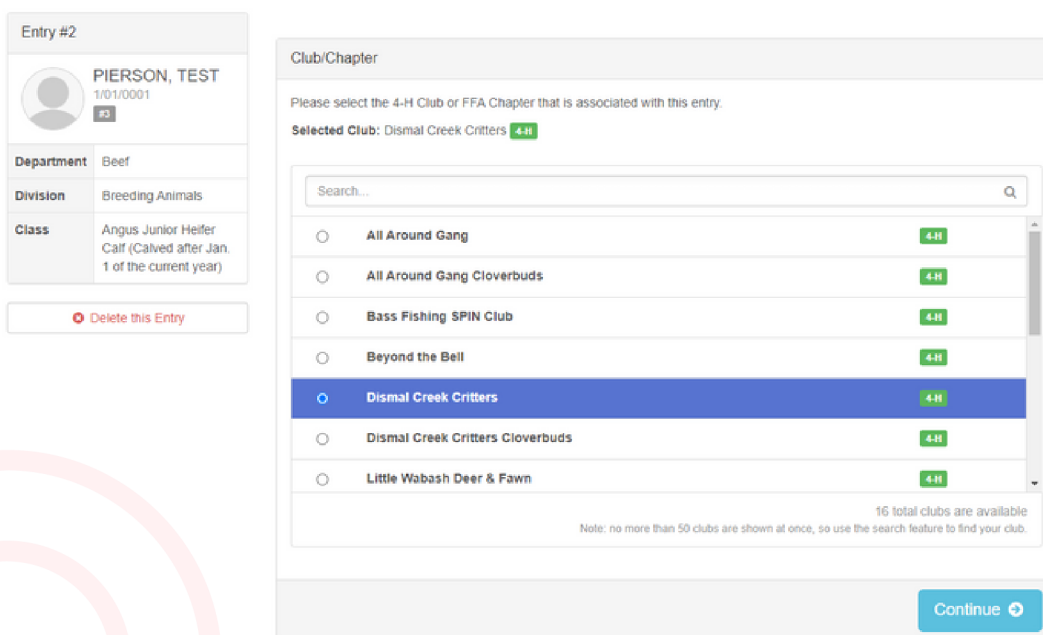 Entry #2
PIERSON, TEST
1/01/0001
#3
Department Beef
Division Breeding Animals
Class Angus Junior Heifer
Calf (Calved after Jan.
1 of the current year)
Delete this Entry
Club/Chapter
Please select the 4-H Club or FFA Chapter that is associated with this entry.
Selected Club: Dismal Creek Critters 4-H
Search...
All Around Gang 4-H
All Around Gang Cloverbuds 4-H
Bass Fishing SPIN Club 4-H
Beyond the Bell 4-H
Dismal Creek Critters 4-H
Dismal Creek Critters Cloverbuds 4-H
Little Wabash Deer & Fawn 4-H
16 total clubs are available
Note: no more than 50 clubs are shown at once, so use the search feature to find your club.
Continue